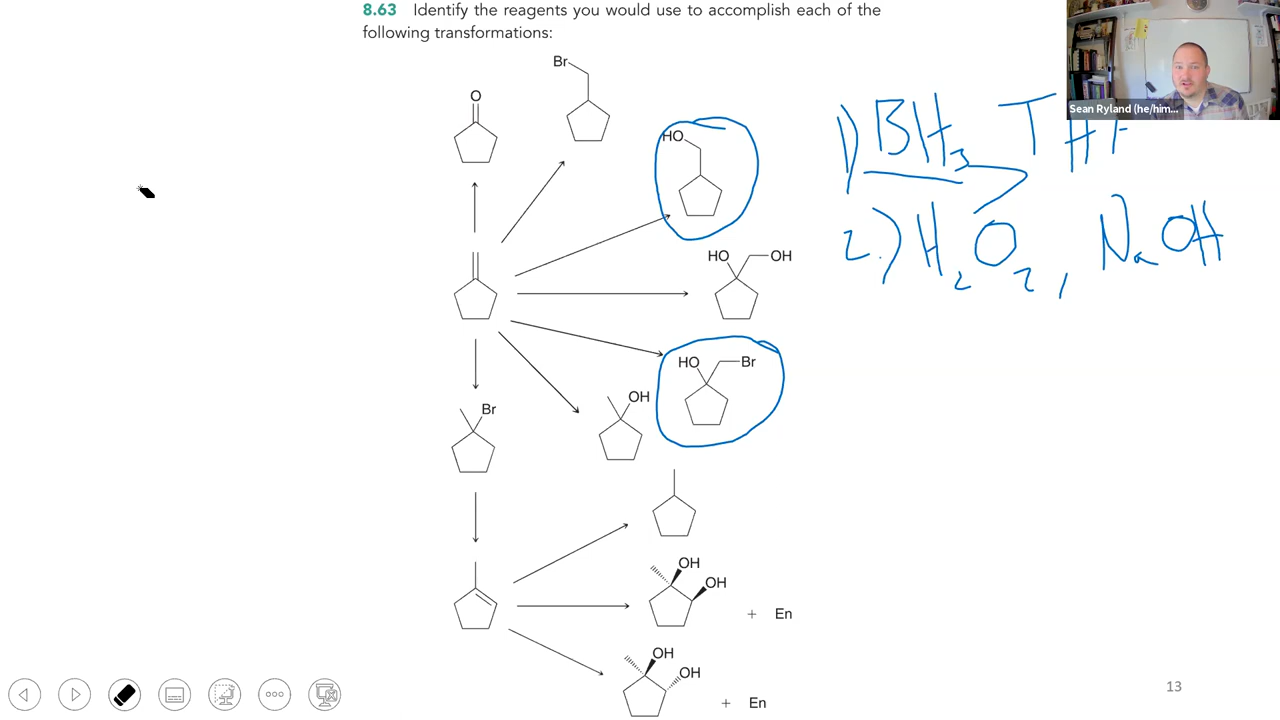 8.63 Identify the reagents you would use to accomplish each of the
following transformations:
Br
O
HO
HO OH
HO Br
OH
Br
OH
OH
+ En
OH
OH
+ En
1) BH3 THF
2.) H2O2, NaOH
Sean Ryland (he/him...
13